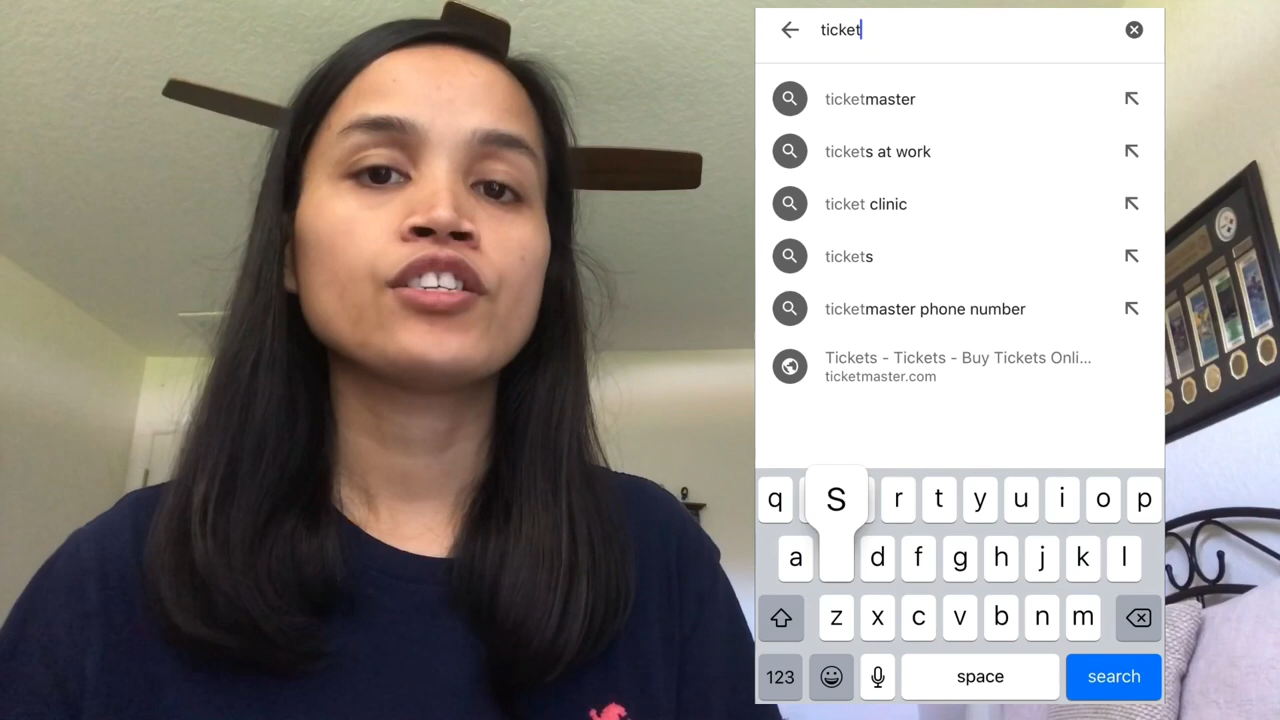 ticket
ticketmaster
tickets at work
ticket clinic
tickets
ticketmaster phone number
Tickets - Tickets - Buy Tickets Onli...
ticketmaster.com
q S r t y u i o p
a d f g h j k l
z x c v b n m
123 space search